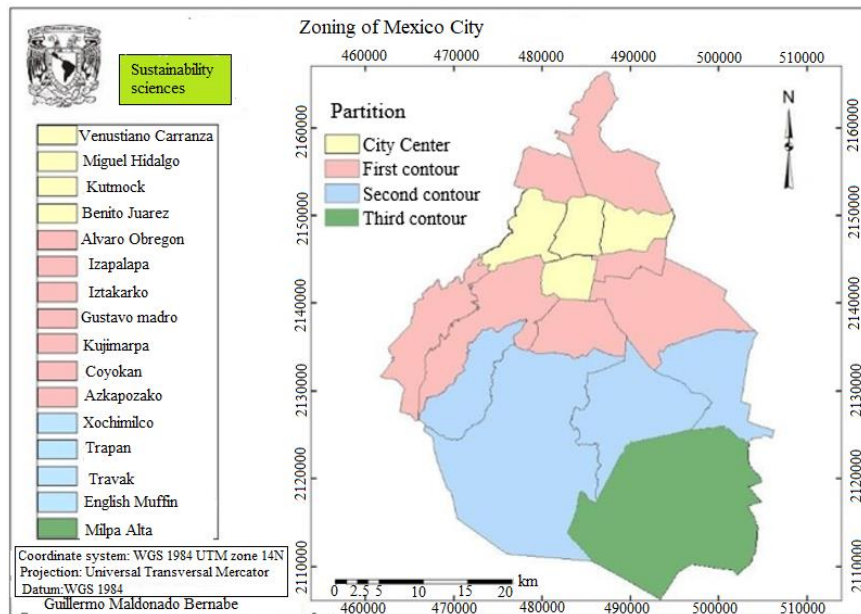 Zoning of Mexico City
Sustainability
sciences
460000 470000 480000 490000 500000 510000
Partition
City Center
First contour
Second contour
Third contour
N
2160000
2150000
2140000
2130000
2120000
2110000
2160000
2150000
2140000
2130000
2120000
2110000
Venustiano Carranza
Miguel Hidalgo
Kutmock
Benito Juarez
Alvaro Obregon
Izapalapa
Iztakarko
Gustavo madro
Kujimarpa
Coyokan
Azkapozako
Xochimilco
Trapan
Travak
English Muffin
Milpa Alta
Coordinate system: WGS 1984 UTM zone 14N
Projection: Universal Transversal Mercator
Datum:WGS 1984
Guillermo Maldonado Bernabe
km
0 2.5 5 10 15 20
460000 470000 480000 490000 500000 510000